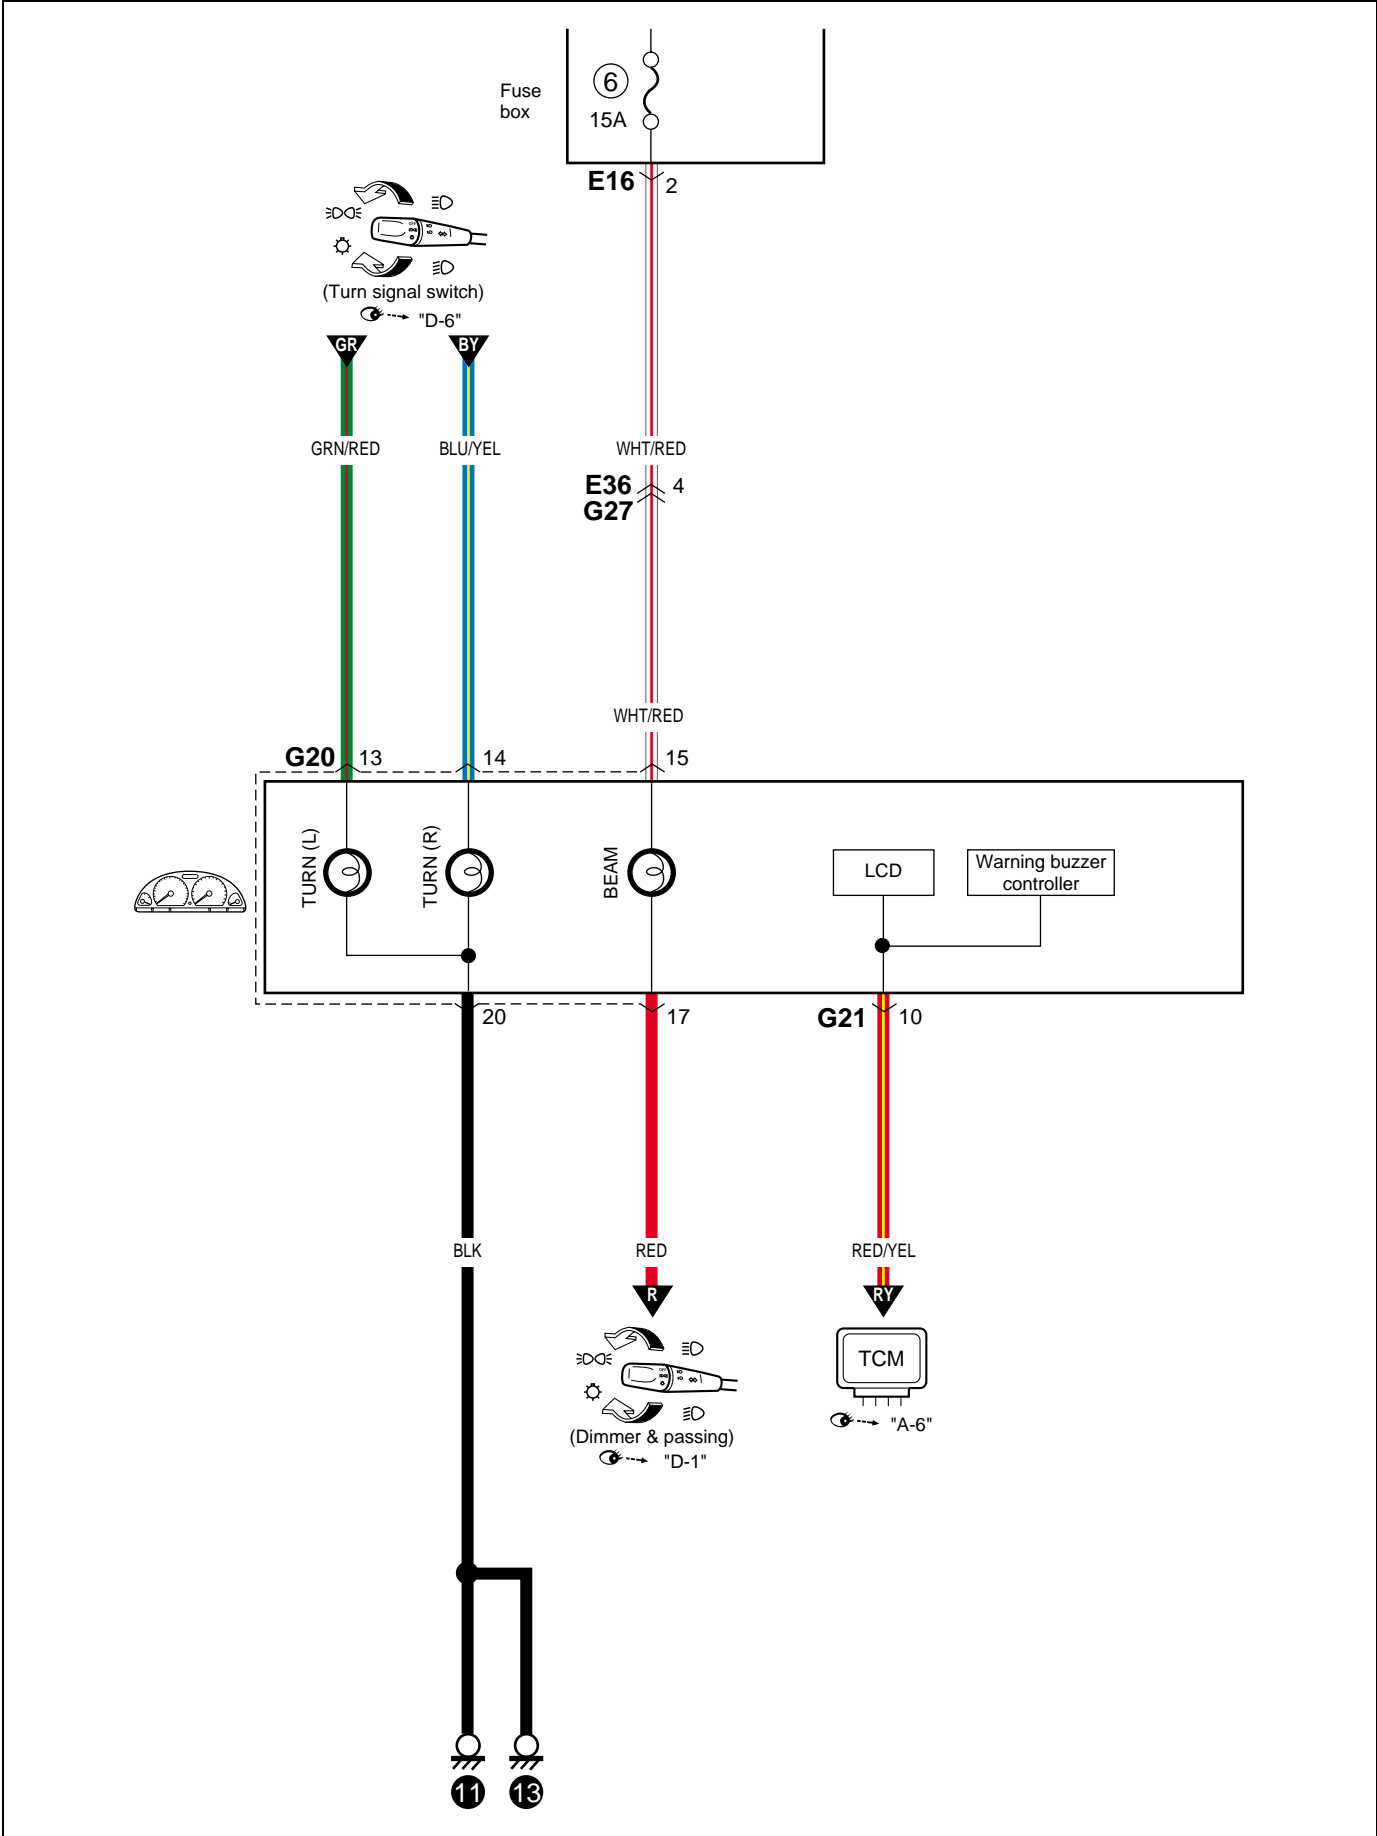 Fuse
box
6
15A
E16
2
(Turn signal switch)
"D-6"
GR
BY
GRN/RED
BLU/YEL
WHT/RED
E36
4
G27
WHT/RED
G20
13
14
15
TURN (L)
TURN (R)
BEAM
LCD
Warning buzzer
controller
20
17
G21
10
BLK
RED
RED/YEL
R
RY
TCM
(Dimmer & passing)
"D-1"
"A-6"
11
13